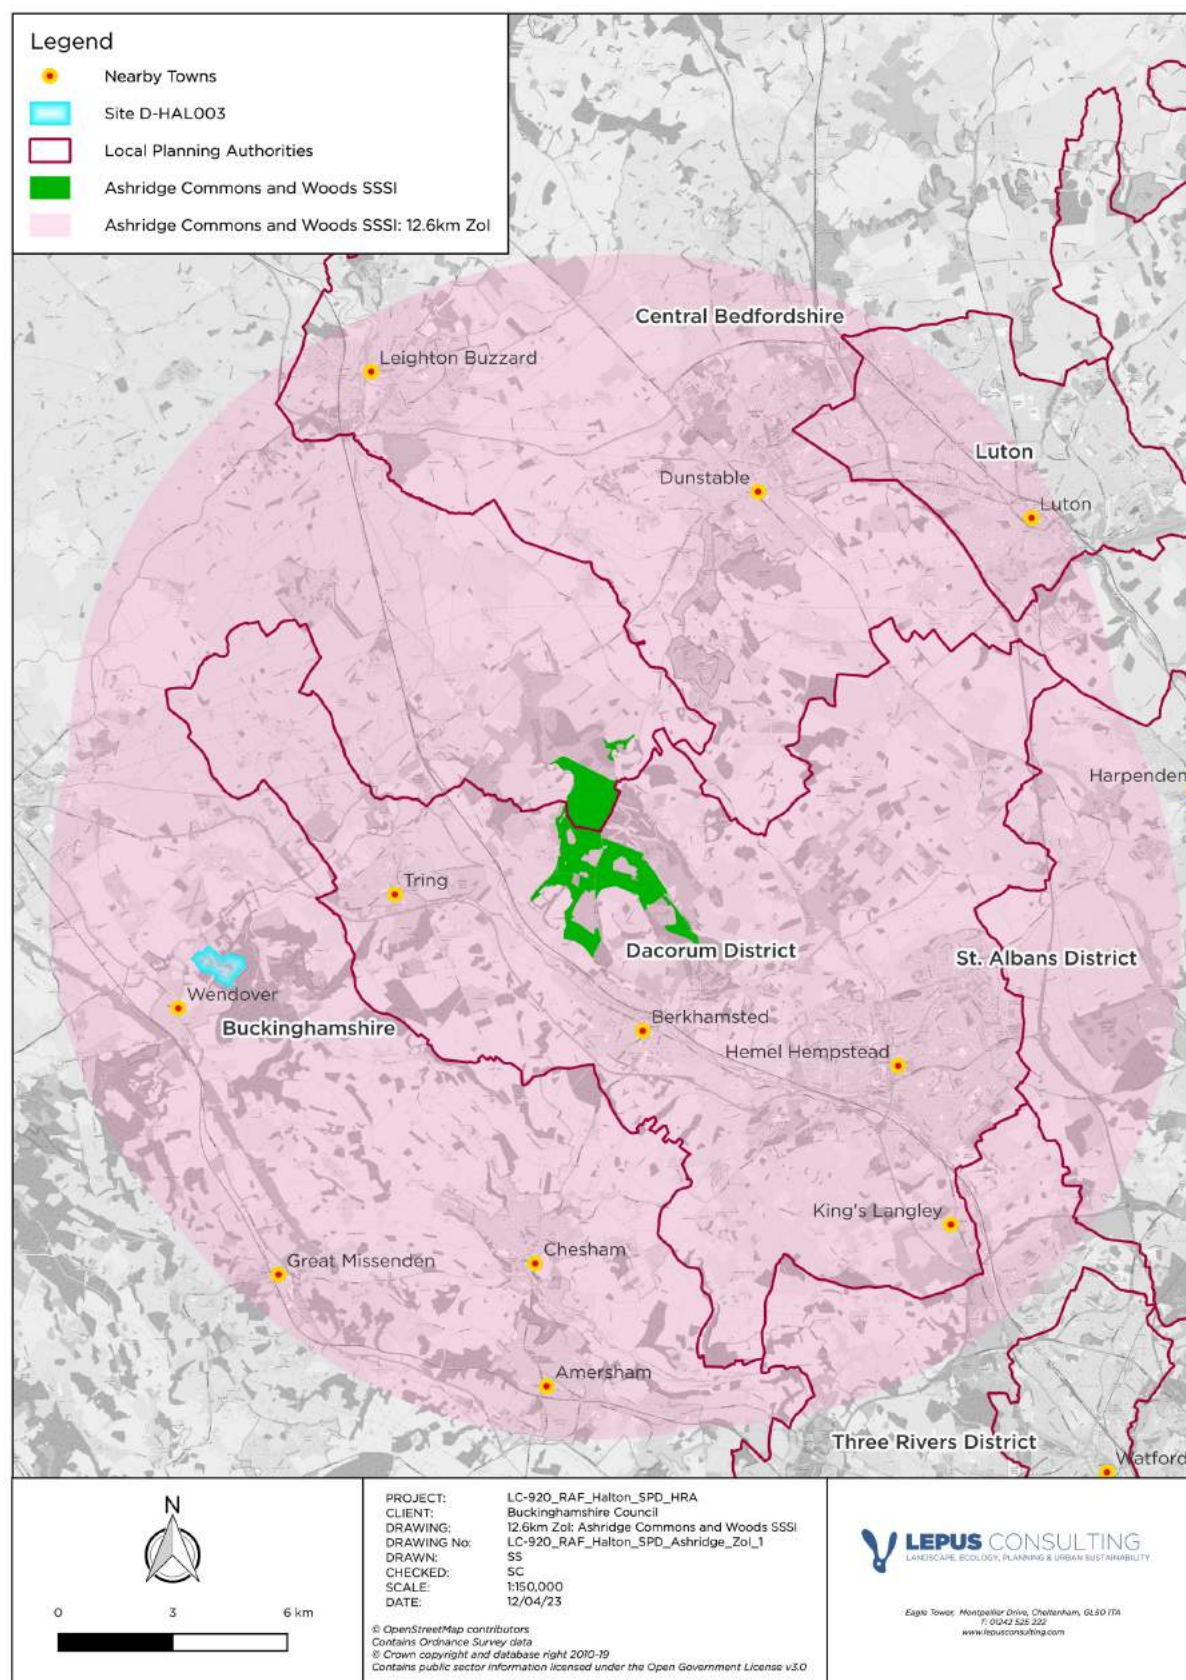 Legend
Nearby Towns
Site D-HAL003
Local Planning Authorities
Ashridge Commons and Woods SSSI
Ashridge Commons and Woods SSSI: 12.6km ZoI
Central Bedfordshire
Leighton Buzzard
Luton
Dunstable
Luton
Harpenden
Tring
Dacorum District
St. Albans District
Wendover
Buckinghamshire
Berkhamsted
Hemel Hempstead
King's Langley
Chesham
Great Missenden
Amersham
Three Rivers District
Watford
N
0 3 6 km
PROJECT: LC-920_RAF_Halton_SPD_HRA
CLIENT: Buckinghamshire Council
DRAWING: 12.6km ZoI: Ashridge Commons and Woods SSSI
DRAWING No: LC-920_RAF_Halton_SPD_Ashridge_ZoI_1
DRAWN: SS
CHECKED: SC
SCALE: 1:150,000
DATE: 12/04/23
© OpenStreetMap contributors
Contains Ordnance Survey data
© Crown copyright and database right 2010-19
Contains public sector information licensed under the Open Government License v3.0
LEPUS CONSULTING
LANDSCAPE, ECOLOGY, PLANNING & URBAN SUSTAINABILITY
Eagle Tower, Montpellier Drive, Cheltenham, GL50 1TA
T: 01242 525 222
www.lepusconsulting.com